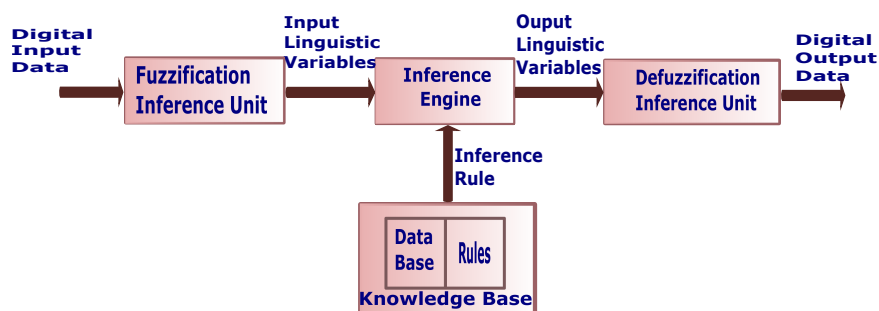 Digital
Input
Data
Fuzzification
Inference Unit
Input
Linguistic
Variables
Inference
Engine
Ouput
Linguistic
Variables
Defuzzification
Inference Unit
Digital
Output
Data
Inference
Rule
Data
Base
Rules
Knowledge Base